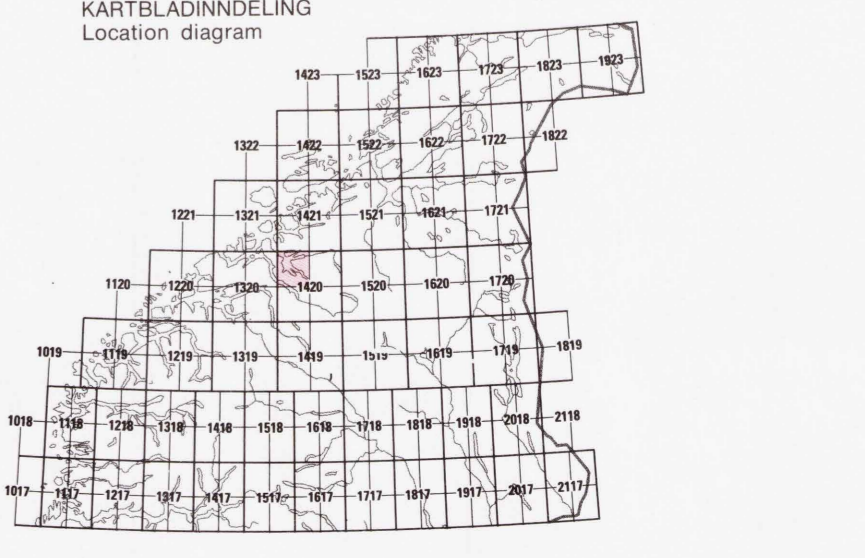 KARTBLADINNDELING
Location diagram
1423 1523 1623 1723 1823 1923
1322 1422 1522 1622 1722 1822
1221 1321 1421 1521 1621 1721
1120 1220 1320 1420 1520 1620 1720
1019 1119 1219 1319 1419 1519 1619 1719 1819
1018 1118 1218 1318 1418 1518 1618 1718 1818 1918 2018 2118
1017 1117 1217 1317 1417 1517 1617 1717 1817 1917 2017 2117